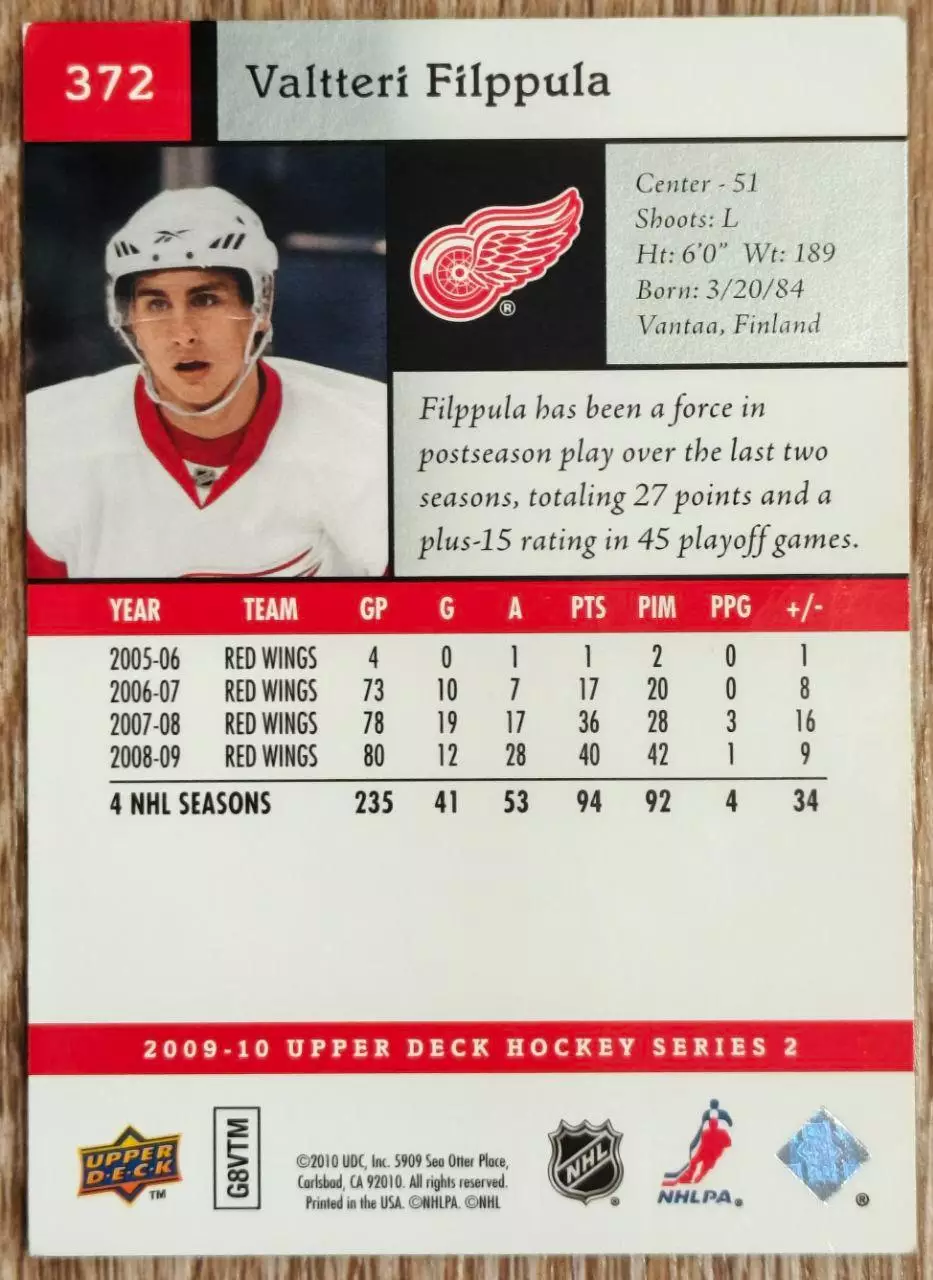 372
Valtteri Filppula
Center - 51
Shoots: L
Ht: 6'0" Wt: 189
Born: 3/20/84
Vantaa, Finland
®
Filppula has been a force in
postseason play over the last two
seasons, totaling 27 points and a
plus-15 rating in 45 playoff games.
YEAR TEAM GP G A PTS PIM PPG +/-
2005-06 RED WINGS 4 0 1 1 2 0 1
2006-07 RED WINGS 73 10 7 17 20 0 8
2007-08 RED WINGS 78 19 17 36 28 3 16
2008-09 RED WINGS 80 12 28 40 42 1 9
4 NHL SEASONS 235 41 53 94 92 4 34
2009-10 UPPER DECK HOCKEY SERIES 2
UPPER
D·E·C·K
TM
G8VTM
©2010 UDC, Inc. 5909 Sea Otter Place,
Carlsbad, CA 92010. All rights reserved.
Printed in the USA. ©NHLPA. ©NHL
NHL
®
NHLPA®
®